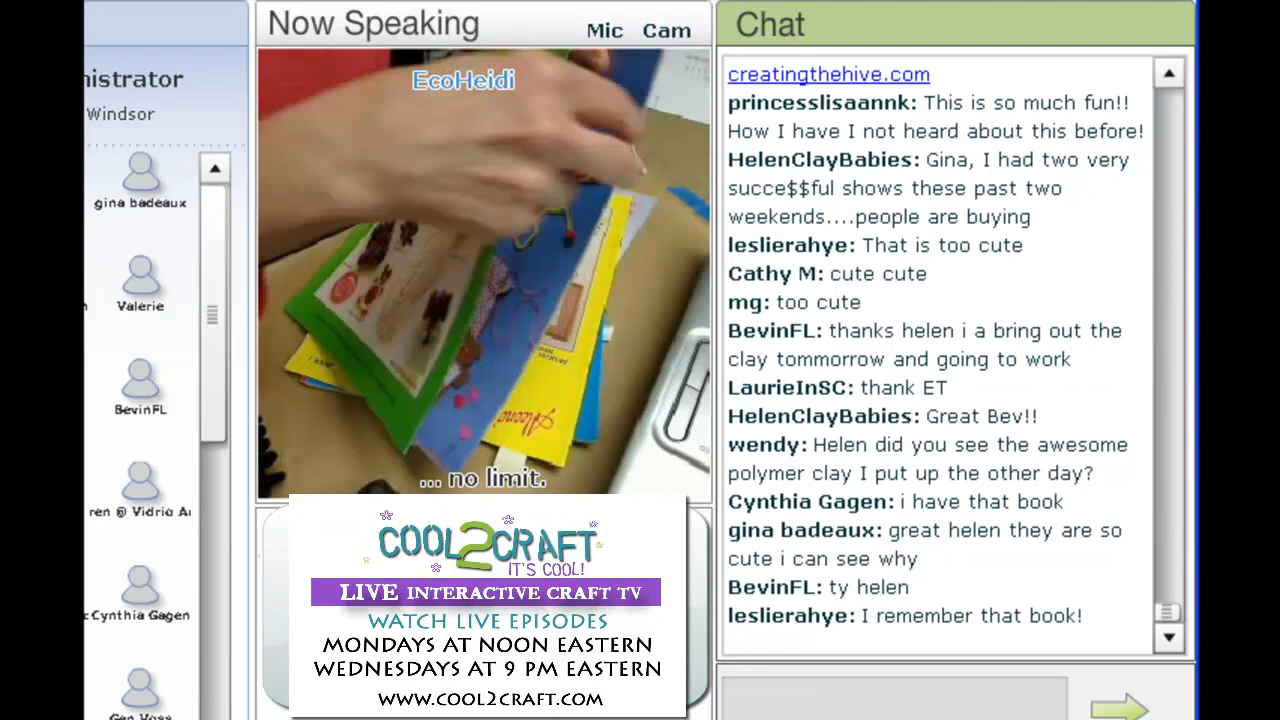 nistrator
Windsor
gina badeaux
Valerie
BevinFL
ren @ Vidria Ar
Cynthia Gagen
Now Speaking
Mic Cam
EcoHeidi
... no limit.
COOL2CRAFT
IT'S COOL!
LIVE INTERACTIVE CRAFT TV
WATCH LIVE EPISODES
MONDAYS AT NOON EASTERN
WEDNESDAYS AT 9 PM EASTERN
WWW.COOL2CRAFT.COM
Chat
creatingthehive.com
princesslisaannk: This is so much fun!!
How I have I not heard about this before!
HelenClayBabies: Gina, I had two very
succe$$ful shows these past two
weekends....people are buying
leslierahye: That is too cute
Cathy M: cute cute
mg: too cute
BevinFL: thanks helen i a bring out the
clay tommorrow and going to work
LaurieInSC: thank ET
HelenClayBabies: Great Bev!!
wendy: Helen did you see the awesome
polymer clay I put up the other day?
Cynthia Gagen: i have that book
gina badeaux: great helen they are so
cute i can see why
BevinFL: ty helen
leslierahye: I remember that book!